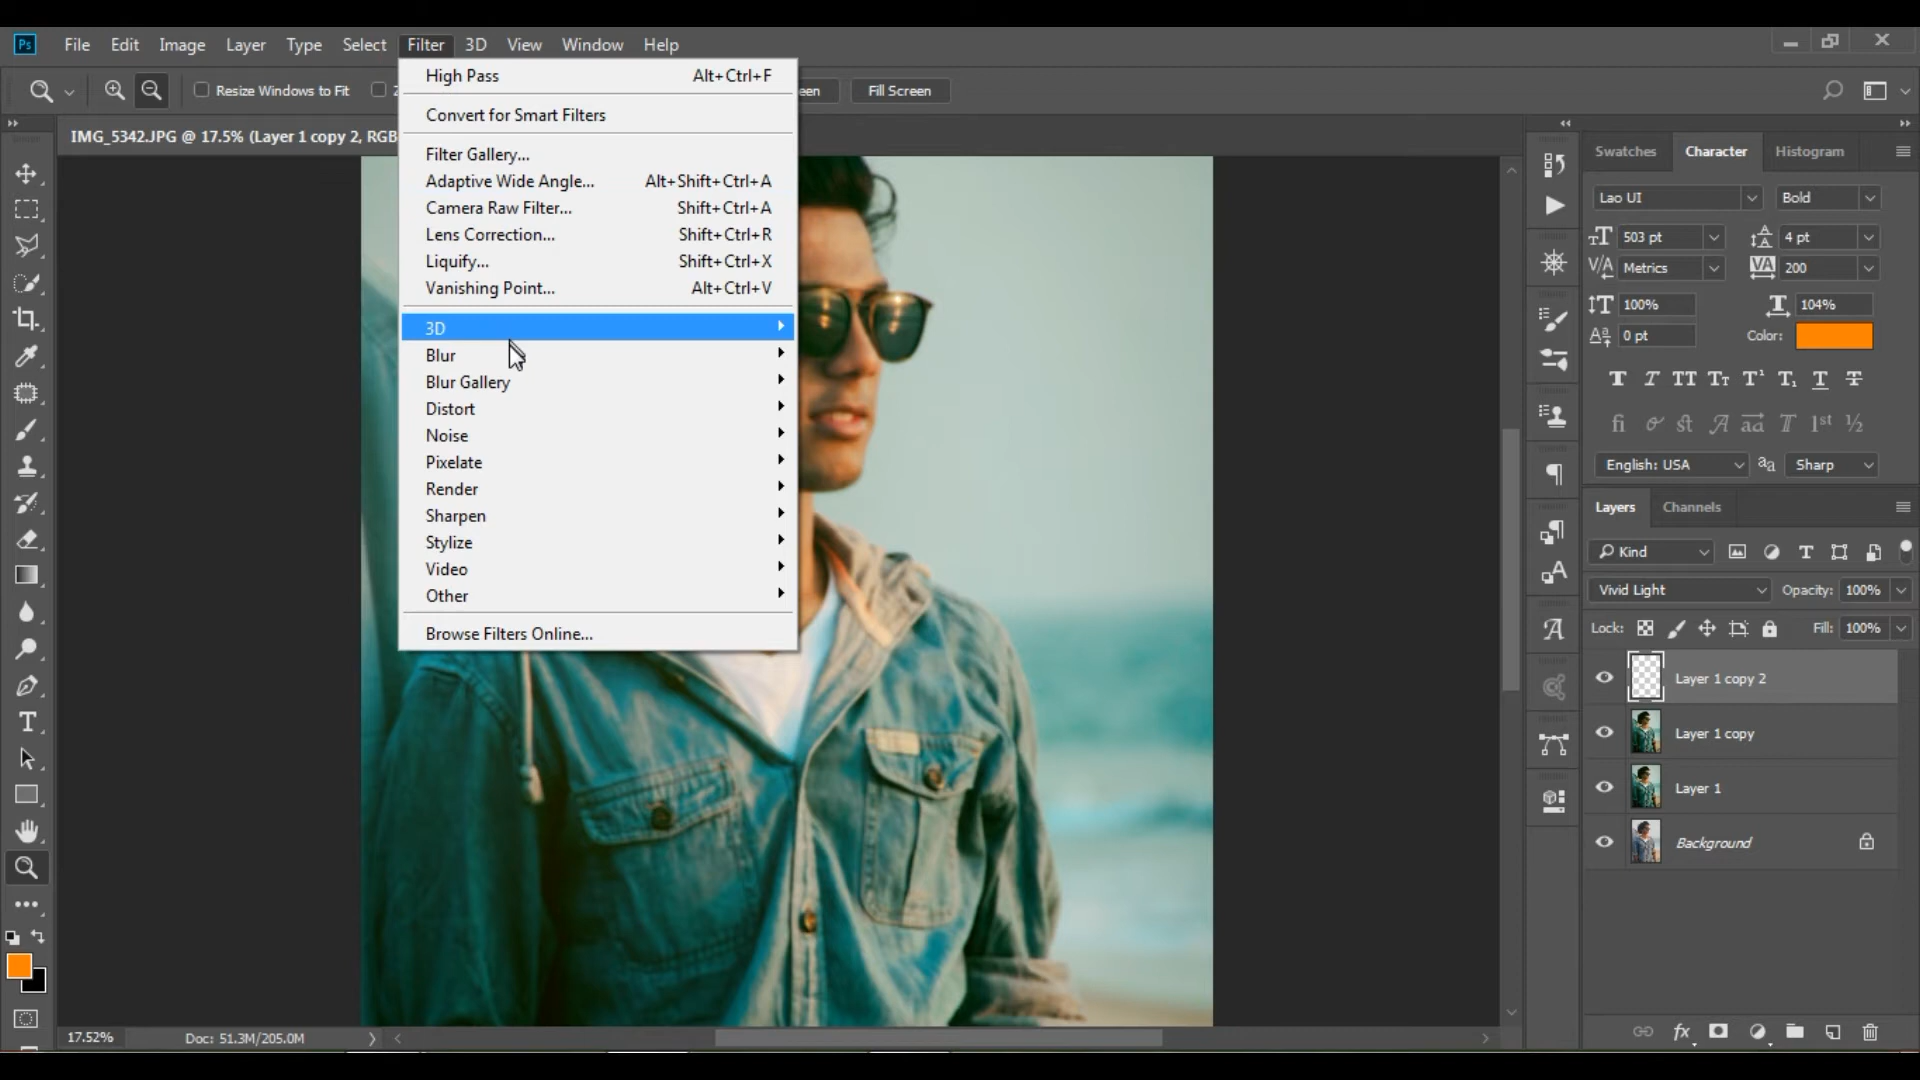 Ps File Edit Image Layer Type Select Filter 3D View Window Help
Resize Windows to Fit
Fill Screen
IMG_5342.JPG @ 17.5% (Layer 1 copy 2, RGB
High Pass Alt+Ctrl+F
Convert for Smart Filters
Filter Gallery...
Adaptive Wide Angle... Alt+Shift+Ctrl+A
Camera Raw Filter... Shift+Ctrl+A
Lens Correction... Shift+Ctrl+R
Liquify... Shift+Ctrl+X
Vanishing Point... Alt+Ctrl+V
3D
Blur
Blur Gallery
Distort
Noise
Pixelate
Render
Sharpen
Stylize
Video
Other
Browse Filters Online...
Swatches Character Histogram
Lao UI Bold
503 pt 4 pt
Metrics 200
100% 104%
0 pt Color:
English: USA Sharp
Layers Channels
Kind
Vivid Light Opacity: 100%
Lock: Fill: 100%
Layer 1 copy 2
Layer 1 copy
Layer 1
Background
17.52% Doc: 51.3M/205.0M